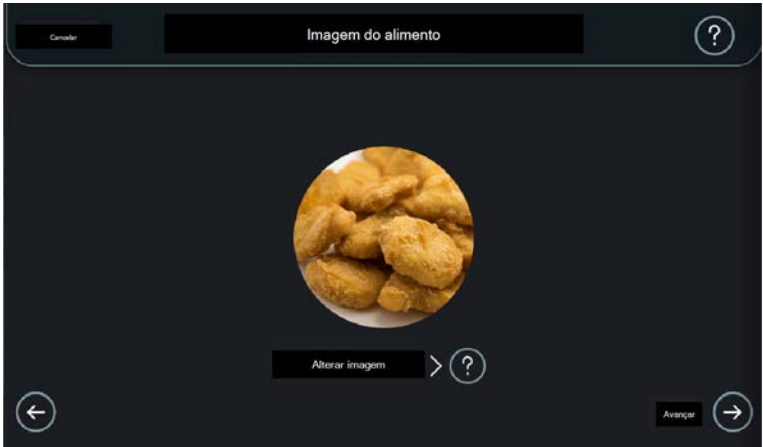 Cancelar
Imagem do alimento
?
Alterar imagem
?
Avançar